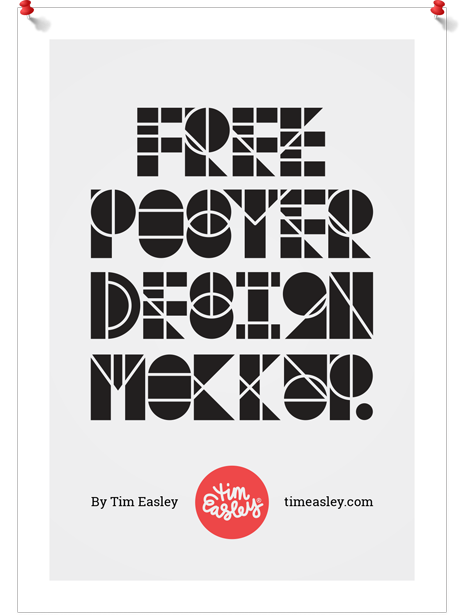 FREE
POSTER
DESIGN
MOCKUP.
By Tim Easley
Tim
Easley®
timeasley.com